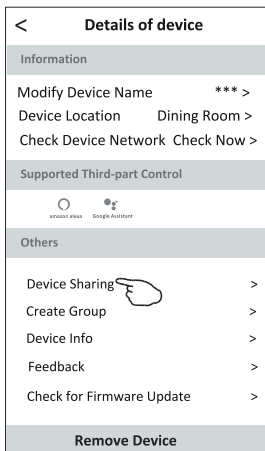 < Details of device
Information
Modify Device Name *** >
Device Location Dining Room >
Check Device Network Check Now >
Supported Third-part Control
amazon alexa Google Assistant
Others
Device Sharing >
Create Group >
Device Info >
Feedback >
Check for Firmware Update >
Remove Device